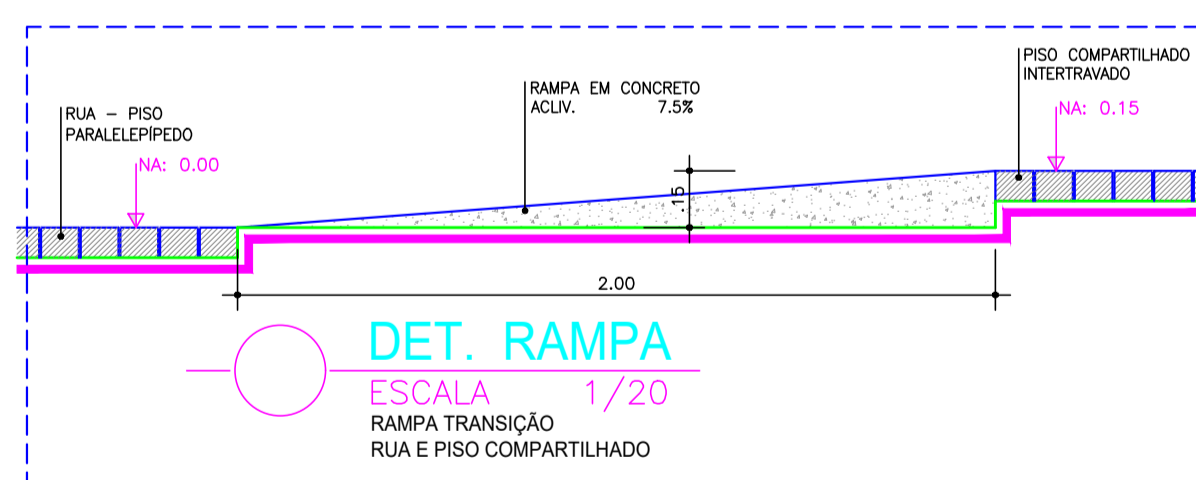 RUA – PISO
PARALELEPÍPEDO
NA: 0.00
RAMPA EM CONCRETO
ACLIV. 7.5%
PISO COMPARTILHADO
INTERTRAVADO
NA: 0.15
.15
2.00
DET. RAMPA
ESCALA 1/20
RAMPA TRANSIÇÃO
RUA E PISO COMPARTILHADO